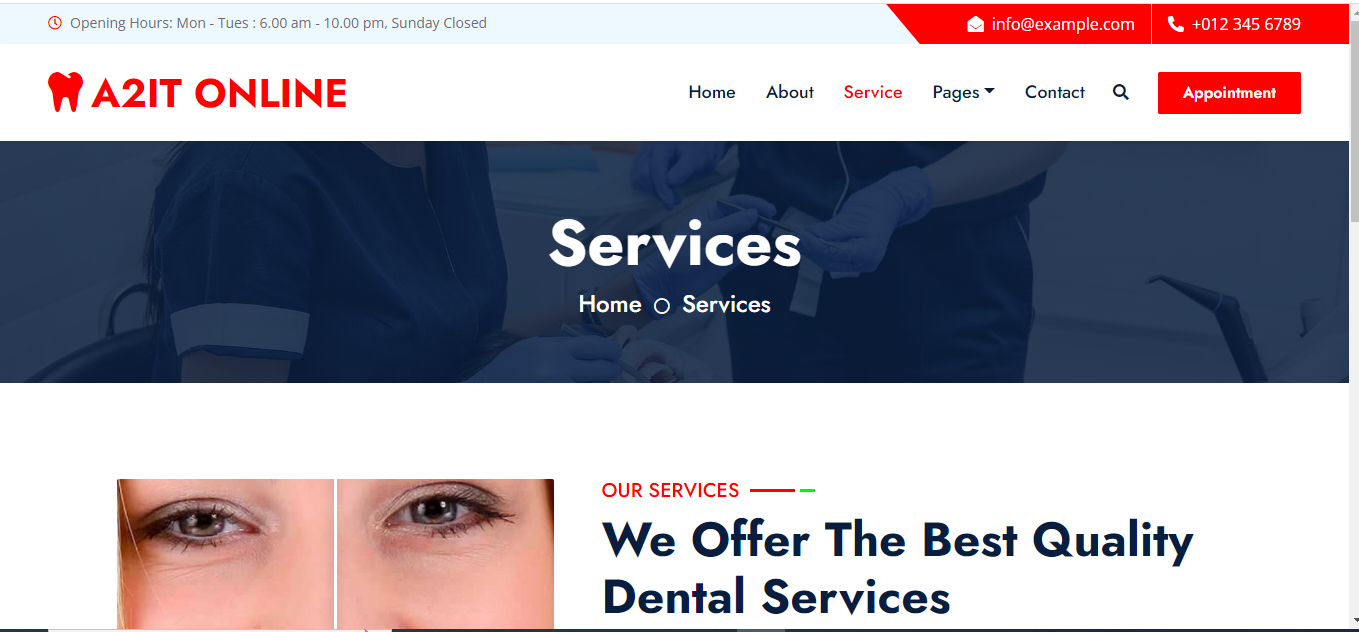 Opening Hours: Mon - Tues : 6.00 am - 10.00 pm, Sunday Closed
info@example.com
+012 345 6789
A2IT ONLINE
Home About Service Pages Contact Appointment
Services
Home Services
OUR SERVICES
We Offer The Best Quality
Dental Services